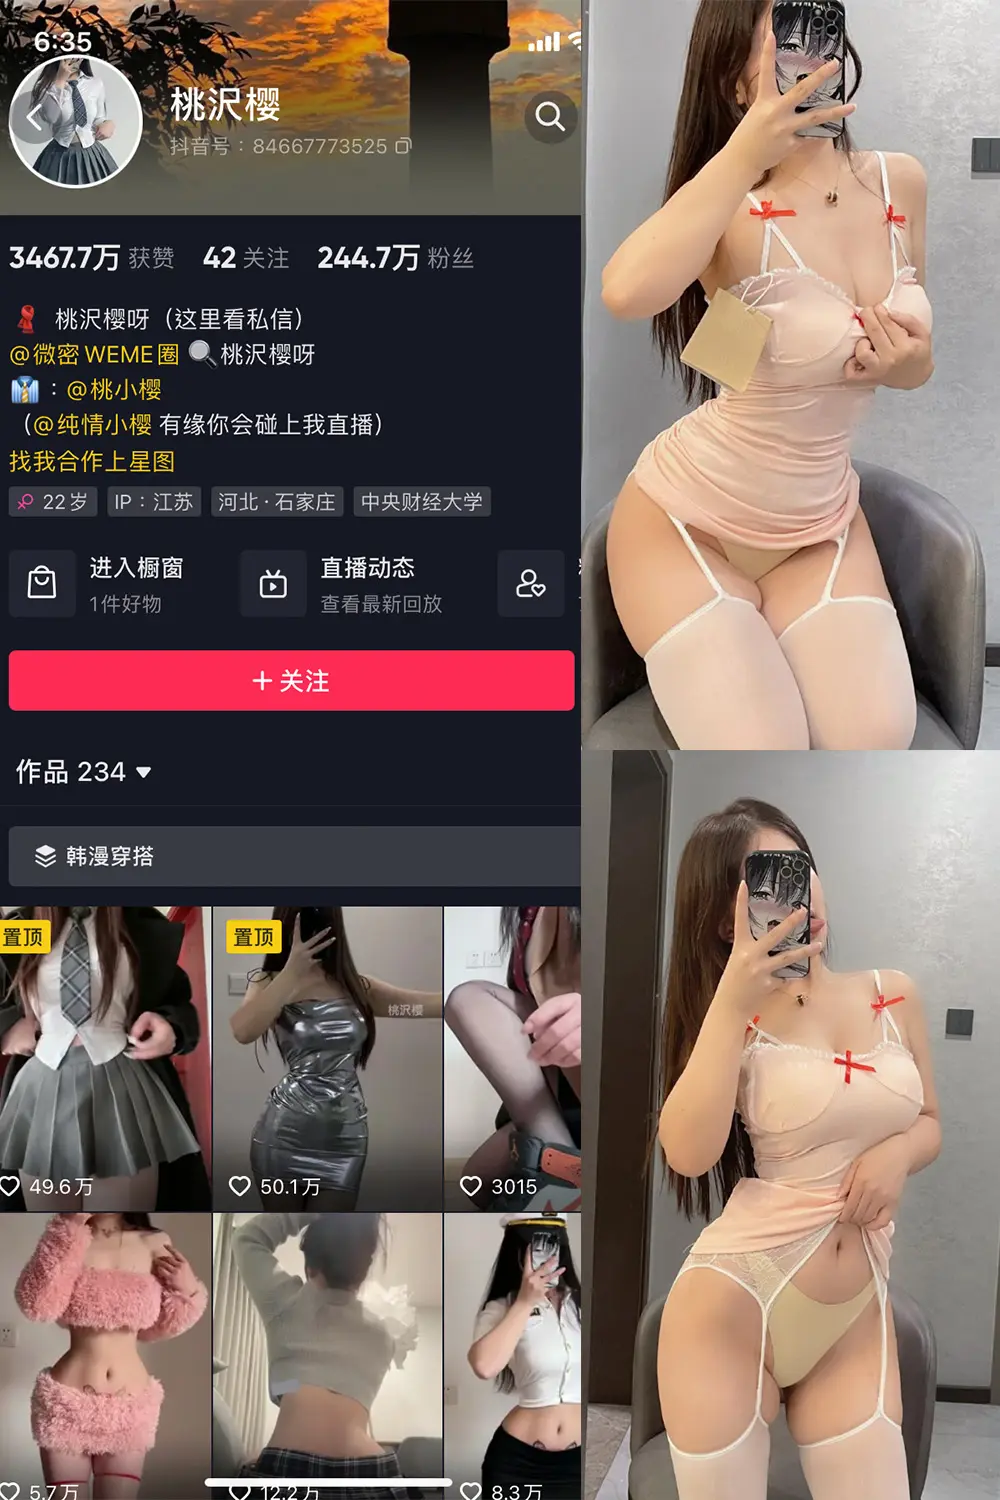 6:35
桃沢樱
抖音号：84667773525
3467.7万 获赞 42 关注 244.7万 粉丝
桃沢樱呀（这里看私信）
@微密 WEME圈 桃沢樱呀
：@桃小樱
（@纯情小樱 有缘你会碰上我直播）
找我合作上星图
22岁 IP：江苏 河北·石家庄 中央财经大学
进入橱窗 直播动态
1件好物 查看最新回放
+关注
作品 234
韩漫穿搭
置顶 置顶
桃沢樱
49.6万 50.1万 3015
5.7万 12.2万 8.3万